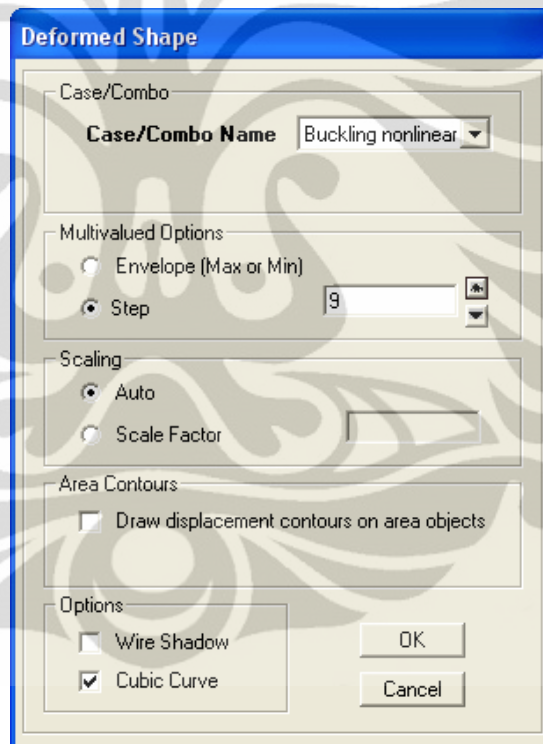 Deformed Shape
Case/Combo
Case/Combo Name Buckling nonlinear
Multivalued Options
Envelope (Max or Min)
Step 9
Scaling
Auto
Scale Factor
Area Contours
Draw displacement contours on area objects
Options
Wire Shadow OK
Cubic Curve Cancel